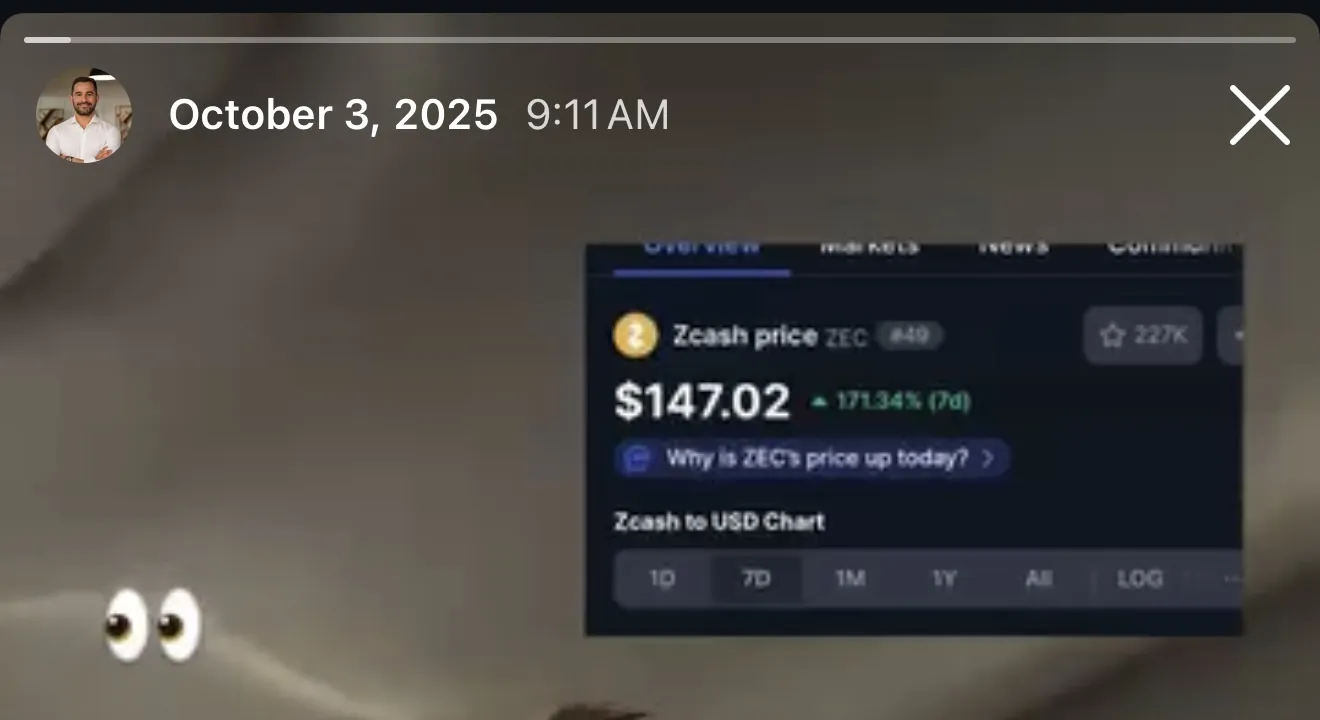 October 3, 2025 9:11 AM
Overview Markets News
Zcash price ZEC #49 227K
$147.02 171.34% (7d)
Why is ZEC's price up today?
Zcash to USD Chart
1D 7D 1M 1Y All LOG